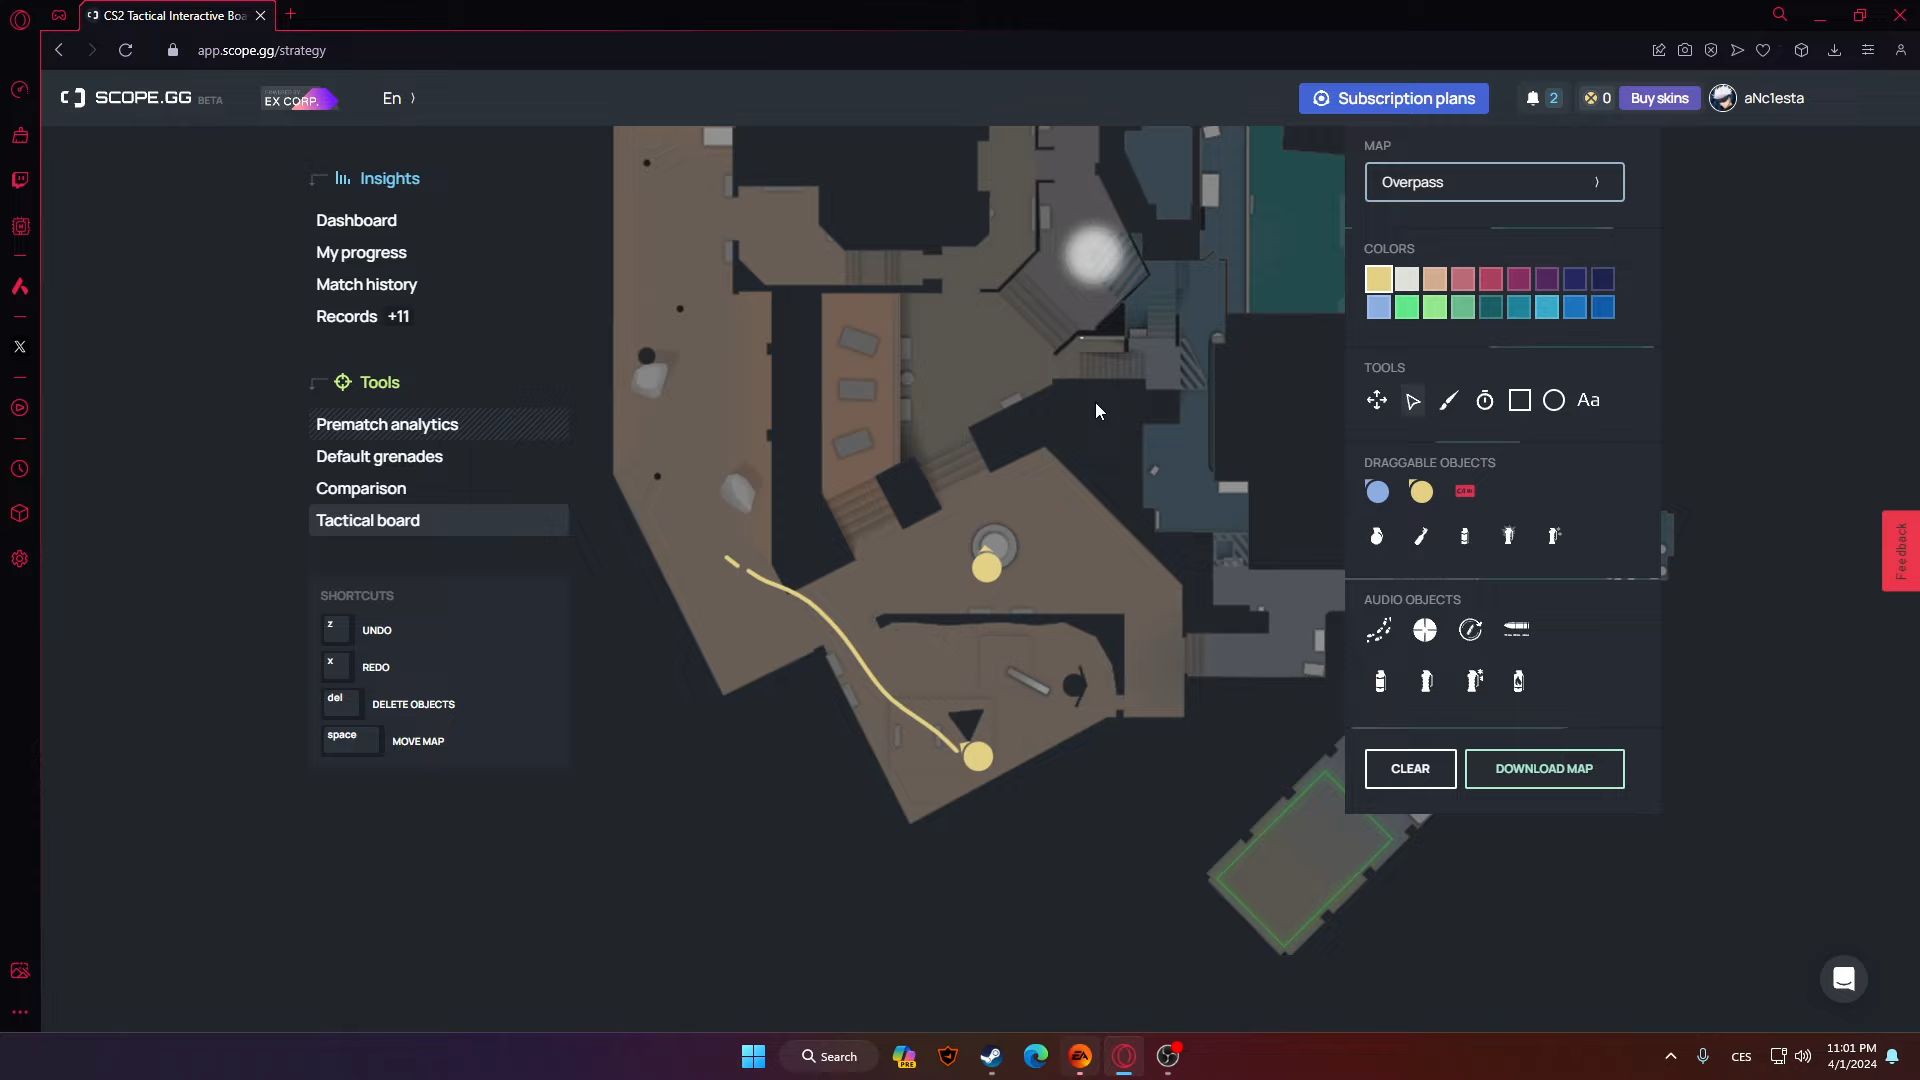 CS2 Tactical Interactive Boa
app.scope.gg/strategy
SCOPE.GG BETA
EX CORP.
En
Subscription plans
2
0
Buy skins
aNc1esta
Insights
Dashboard
My progress
Match history
Records +11
Tools
Prematch analytics
Default grenades
Comparison
Tactical board
SHORTCUTS
z UNDO
x REDO
del DELETE OBJECTS
space MOVE MAP
MAP
Overpass
COLORS
TOOLS
Aa
DRAGGABLE OBJECTS
AUDIO OBJECTS
CLEAR
DOWNLOAD MAP
Feedback
Search
PRE
EA
CES
11:01 PM
4/1/2024